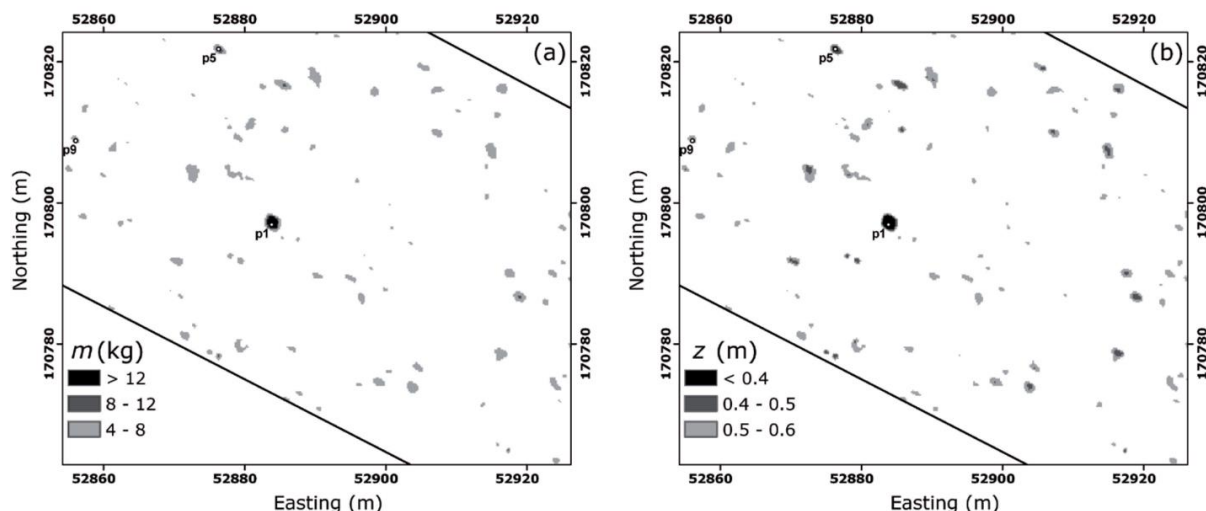 52860 52880 52900 52920
52860 52880 52900 52920
(a)
(b)
p5
p5
p9
p9
p1
p1
170820
170800
170780
170820
170800
170780
170820
170800
170780
170820
170800
170780
Northing (m)
Northing (m)
m (kg)
> 12
8 - 12
4 - 8
z (m)
< 0.4
0.4 - 0.5
0.5 - 0.6
52860 52880 52900 52920
52860 52880 52900 52920
Easting (m)
Easting (m)